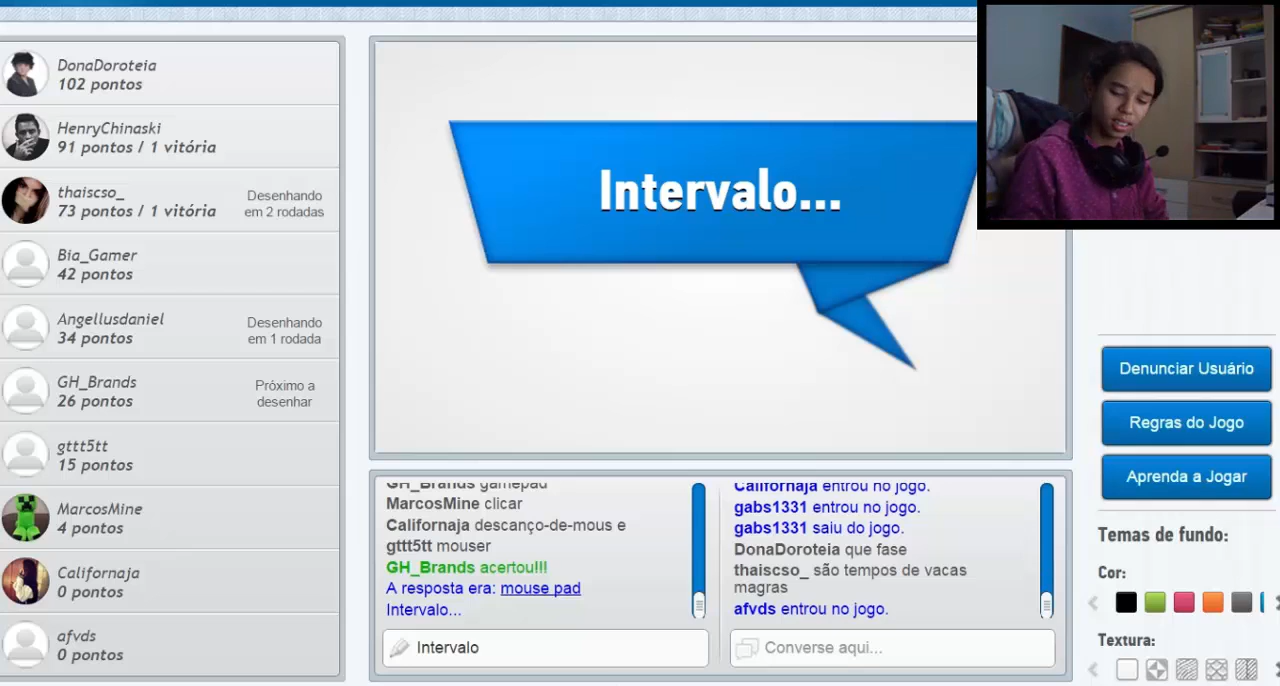 DonaDoroteia
102 pontos
HenryChinaski
91 pontos / 1 vitória
thaiscso_
73 pontos / 1 vitória
Desenhando
em 2 rodadas
Bia_Gamer
42 pontos
Angellusdaniel
34 pontos
Desenhando
em 1 rodada
GH_Brands
26 pontos
Próximo a
desenhar
gttt5tt
15 pontos
MarcosMine
4 pontos
Californaja
0 pontos
afvds
0 pontos
Intervalo...
GH_Brands gamepad
MarcosMine clicar
Californaja descanço-de-mous e
gttt5tt mouser
GH_Brands acertou!!!
A resposta era: mouse pad
Intervalo...
Intervalo
Californaja entrou no jogo.
gabs1331 entrou no jogo.
gabs1331 saiu do jogo.
DonaDoroteia que fase
thaiscso_ são tempos de vacas
magras
afvds entrou no jogo.
Converse aqui...
Denunciar Usuário
Regras do Jogo
Aprenda a Jogar
Temas de fundo:
Cor:
Textura: